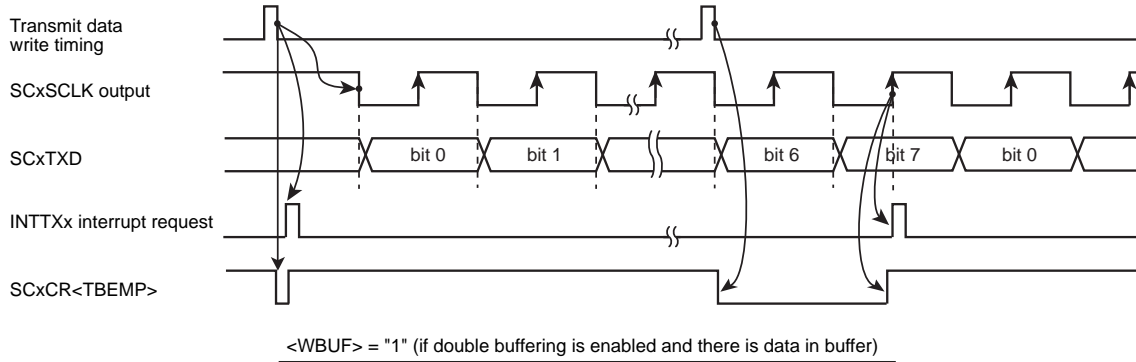 Transmit data
write timing
SCxSCLK output
SCxTXD
bit 0
bit 1
bit 6
bit 7
bit 0
INTTXx interrupt request
SCxCR<TBEMP>
<WBUF> = "1" (if double buffering is enabled and there is data in buffer)